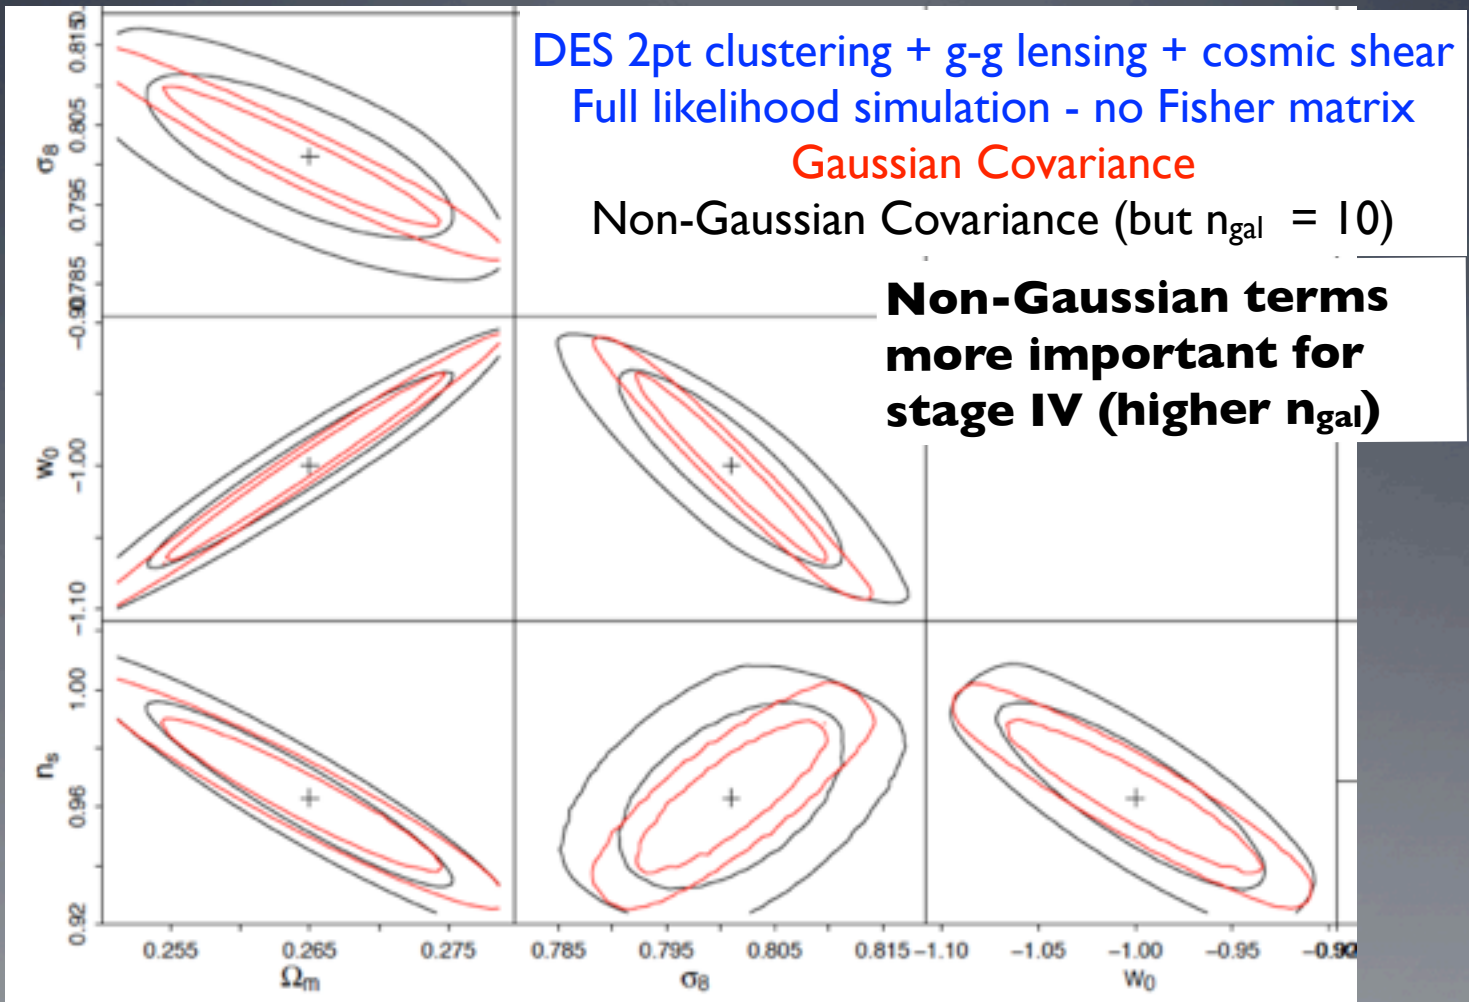 DES 2pt clustering + g-g lensing + cosmic shear
Full likelihood simulation - no Fisher matrix
Gaussian Covariance
Non-Gaussian Covariance (but n_gal = 10)
Non-Gaussian terms
more important for
stage IV (higher n_gal)
σ8
0.815
0.805
0.795
0.785
w0
−1.00
−1.10
ns
1.00
0.96
0.92
0.255 0.265 0.275
Ωm
0.785 0.795 0.805 0.815
σ8
−1.10 −1.05 −1.00 −0.95
w0